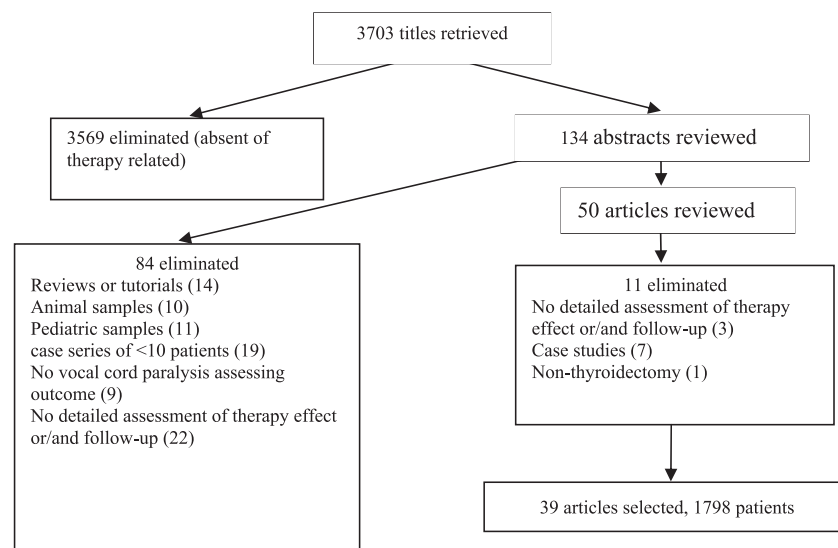 3703 titles retrieved
3569 eliminated (absent of
therapy related)
134 abstracts reviewed
50 articles reviewed
84 eliminated
Reviews or tutorials (14)
Animal samples (10)
Pediatric samples (11)
case series of <10 patients (19)
No vocal cord paralysis assessing
outcome (9)
No detailed assessment of therapy effect
or/and follow-up (22)
11 eliminated
No detailed assessment of therapy
effect or/and follow-up (3)
Case studies (7)
Non-thyroidectomy (1)
39 articles selected, 1798 patients